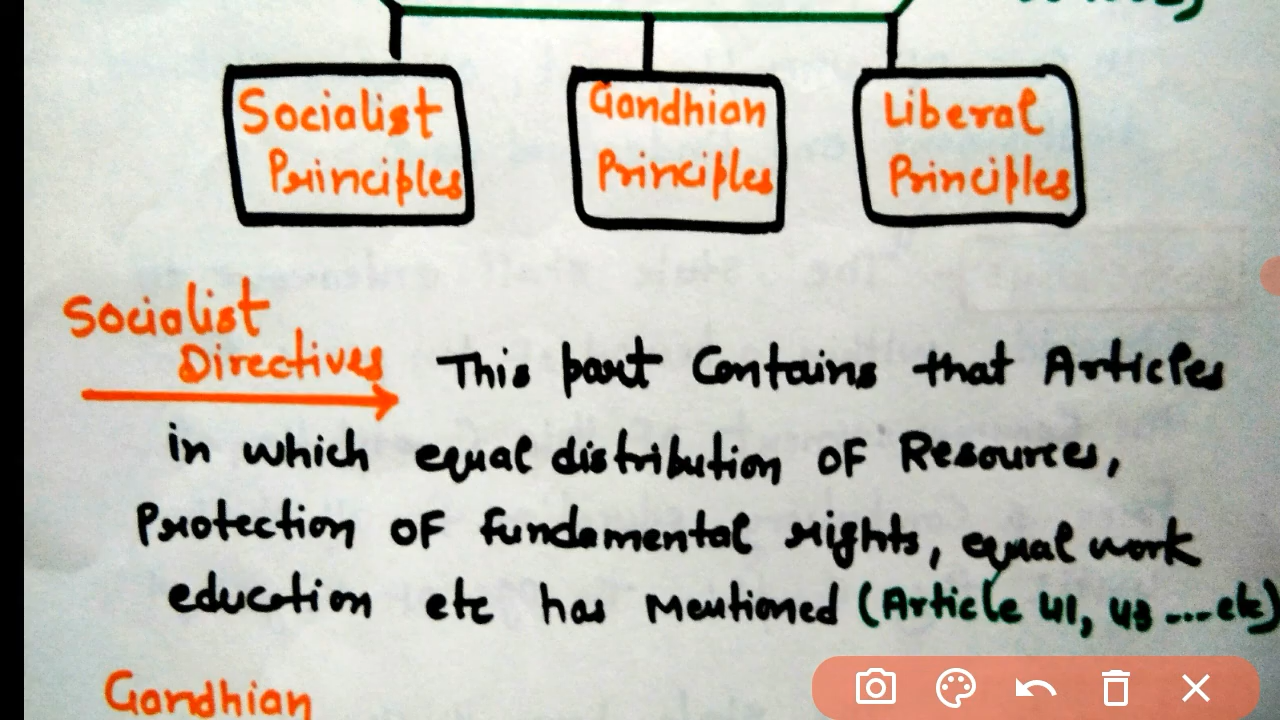 Socialist
Principles
Gandhian
Principles
Liberal
Principles
Socialist
Directives
This part Contains that Articles
in which equal distribution OF Resources,
Protection OF fundamental rights, equal work
education etc has Mentioned (Article 41, 43 ... etc)
Gandhian